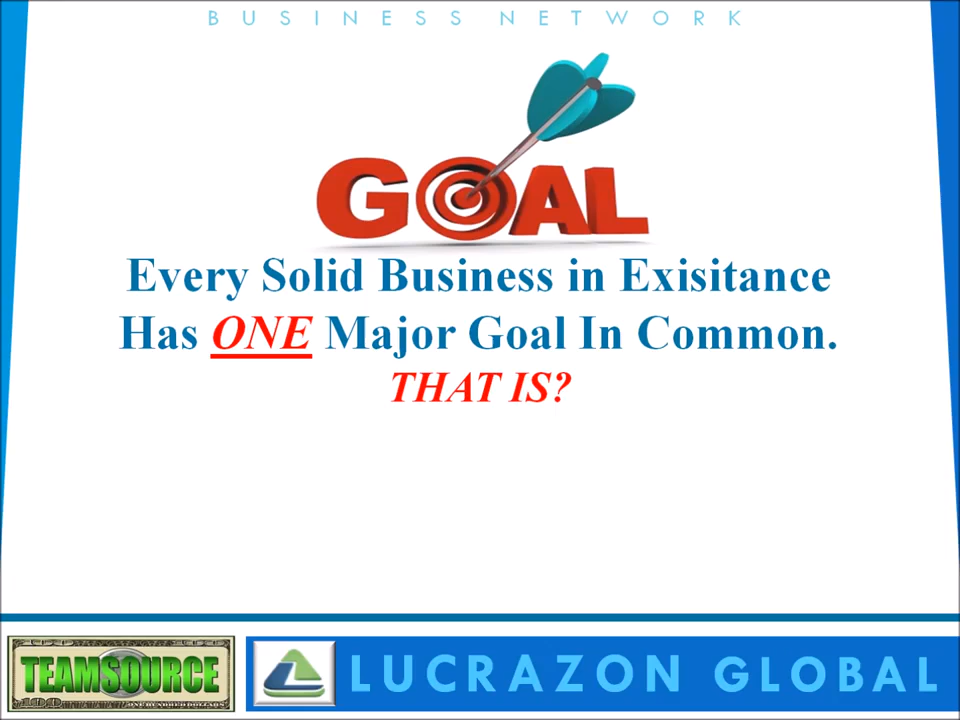 BUSINESS NETWORK
GOAL
Every Solid Business in Exisitance
Has ONE Major Goal In Common.
THAT IS?
TEAMSOURCE
LUCRAZON GLOBAL